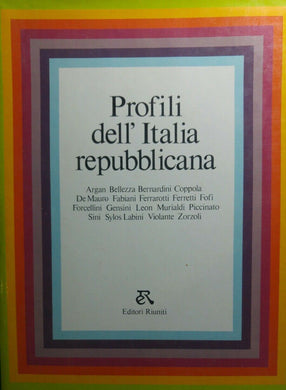 Profili
dell'Italia
repubblicana
Argan Bellezza Bernardini Coppola
De Mauro Fabiani Ferrarotti Ferretti Fofi
Forcellini Gensini Leon Murialdi Piccinato
Sini Sylos Labini Violante Zorzoli
Editori Riuniti